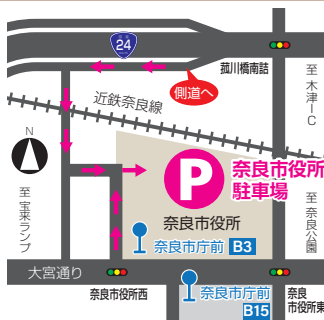 国道
24
菰川橋南詰
側道へ
至 木津IC
近鉄奈良線
N
P
奈良市役所
駐車場
奈良市役所
至 宝来ランプ
至 奈良公園
奈良市庁前 B3
大宮通り
奈良市役所西
奈良市庁前
B15
奈良
市役所東